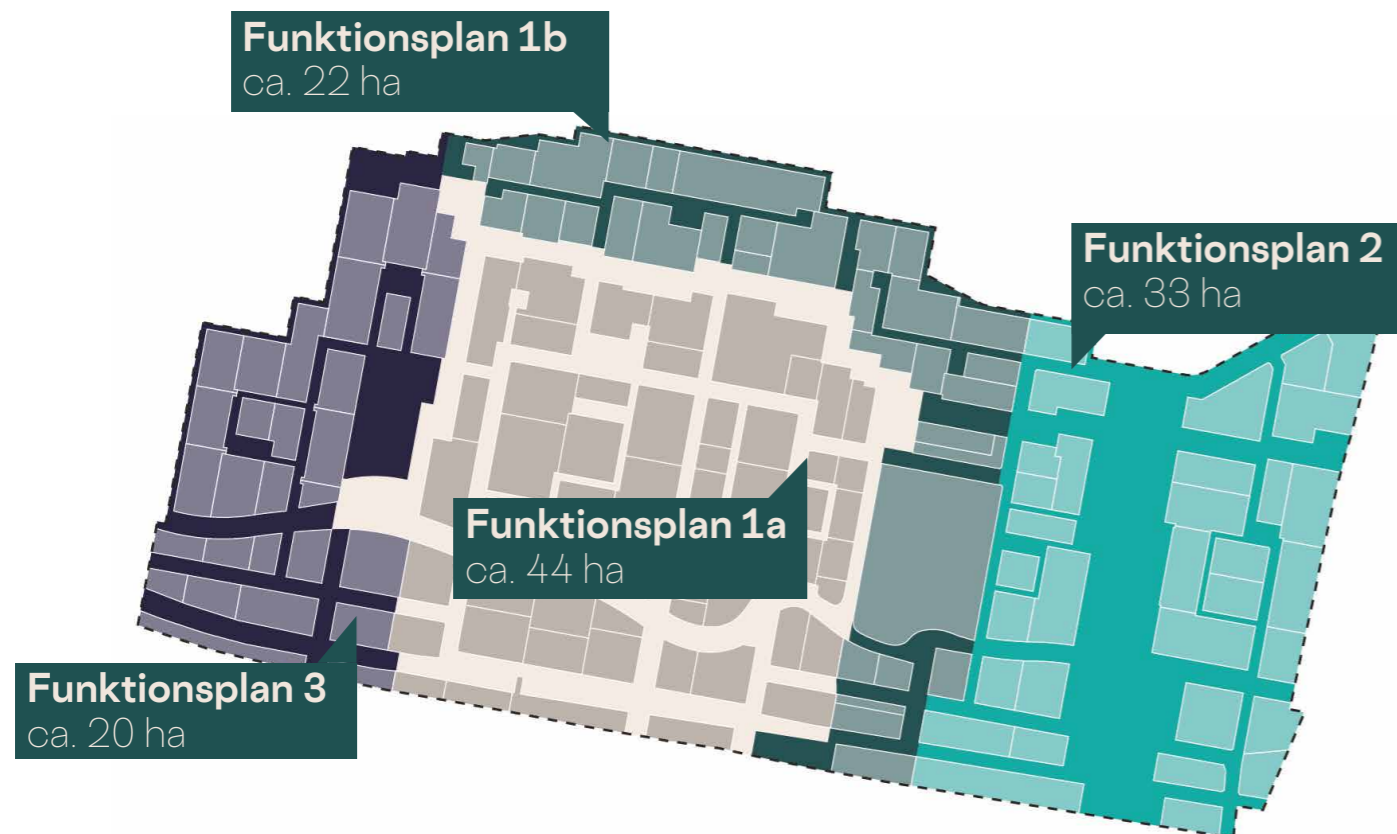 Funktionsplan 1b
ca. 22 ha
Funktionsplan 2
ca. 33 ha
Funktionsplan 1a
ca. 44 ha
Funktionsplan 3
ca. 20 ha